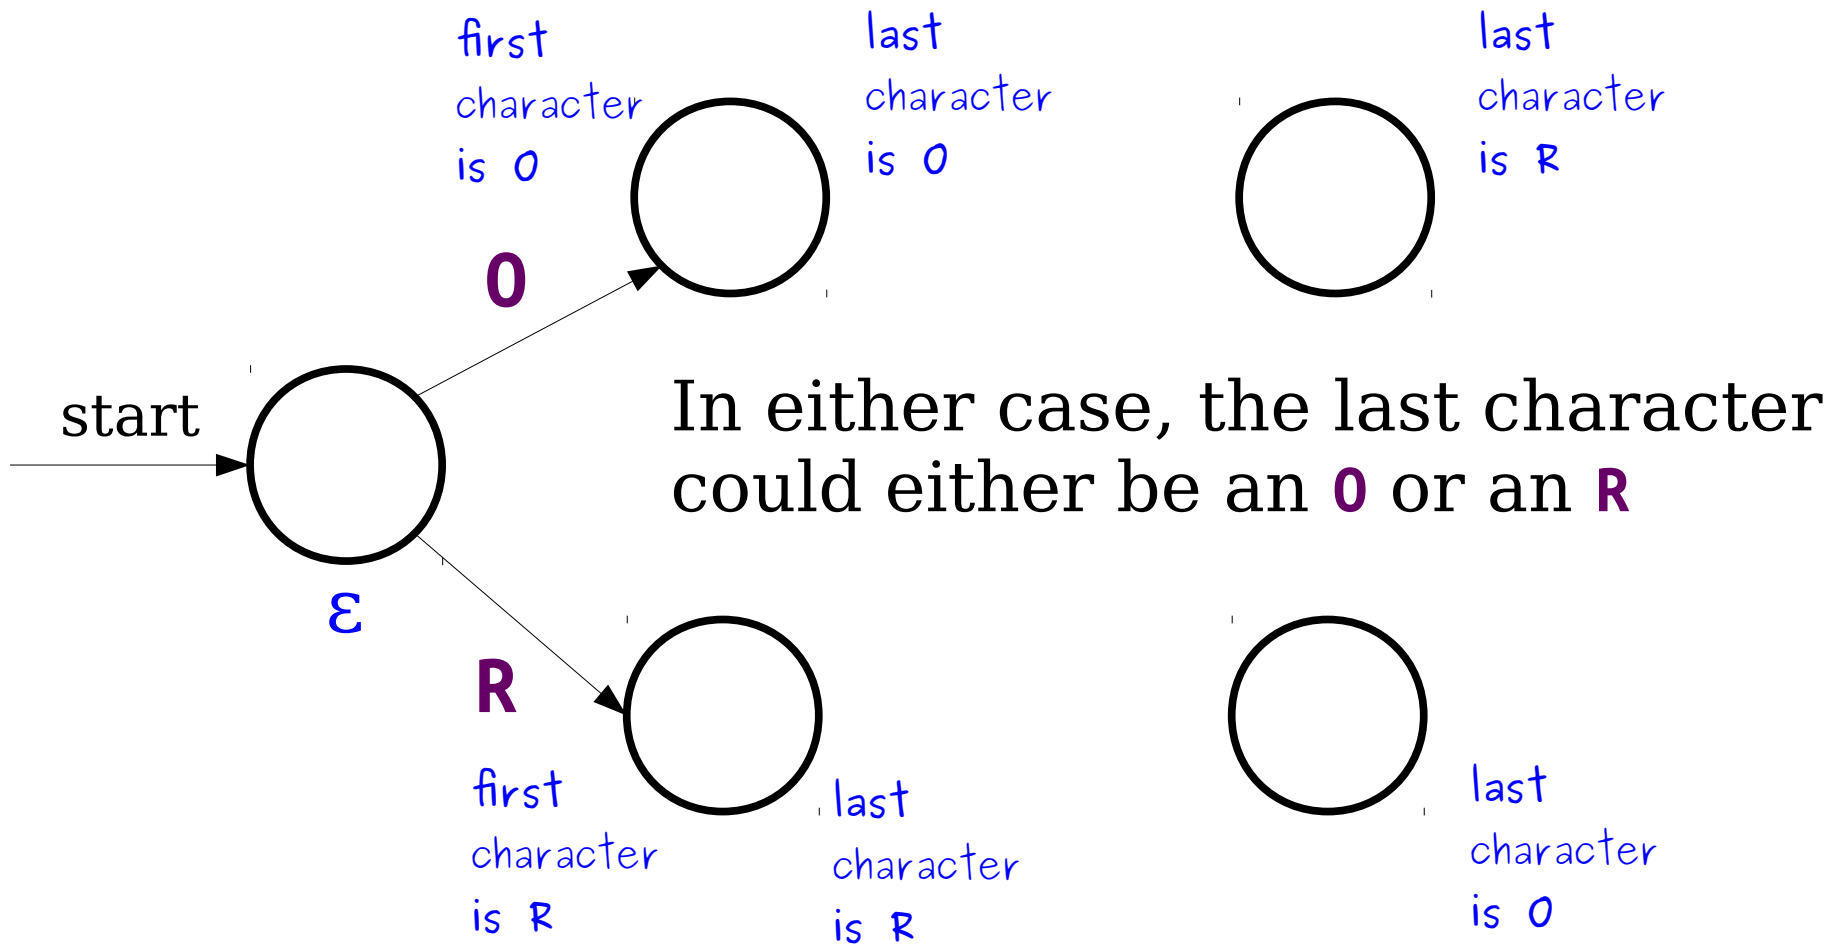 first
character
is O
last
character
is O
last
character
is R
O
start
In either case, the last character
could either be an O or an R
ε
R
first
character
is R
last
character
is R
last
character
is O